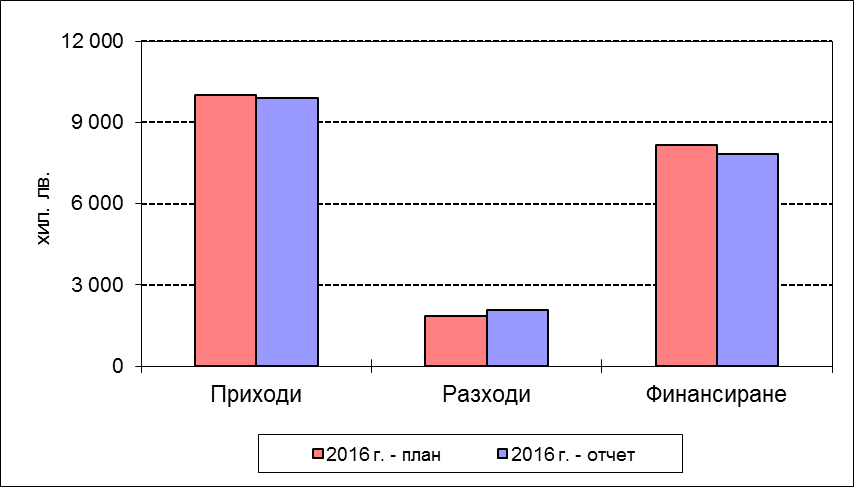 12 000
9 000
6 000
3 000
0
хил. лв.
Приходи Разходи Финансиране
2016 г. - план 2016 г. - отчет